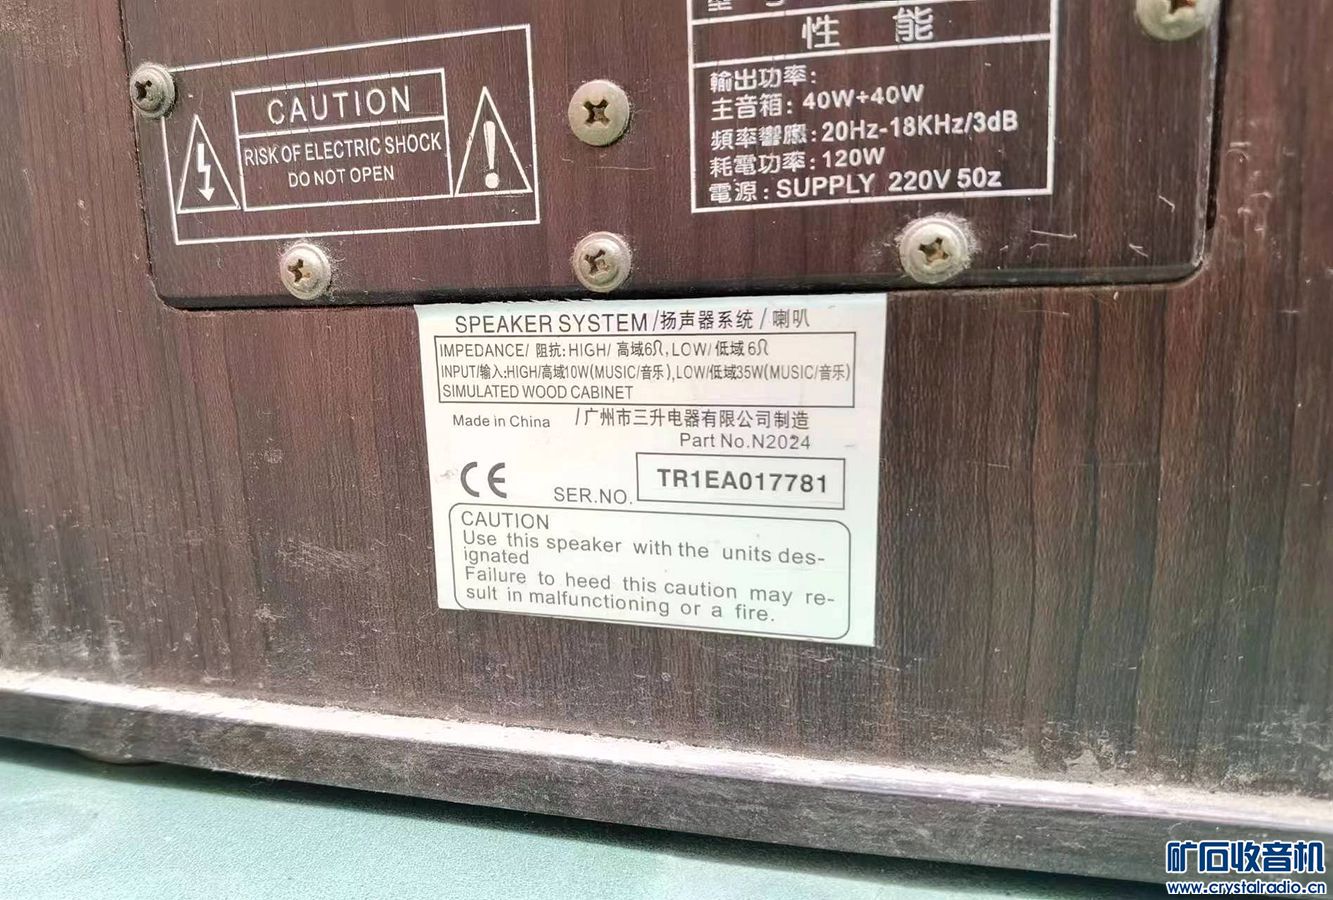 CAUTION
RISK OF ELECTRIC SHOCK
DO NOT OPEN
性 能
輸出功率:
主音箱: 40W+40W
頻率響應: 20Hz-18KHz/3dB
耗電功率: 120W
電源: SUPPLY 220V 50z
SPEAKER SYSTEM/扬声器系统/喇叭
IMPEDANCE/ 阻抗: HIGH/ 高域6Ω, LOW/ 低域 6Ω
INPUT/输入: HIGH/高域10W(MUSIC/音乐), LOW/低域35W(MUSIC/音乐)
SIMULATED WOOD CABINET
Made in China /广州市三升电器有限公司制造
Part No.N2024
CE
SER.NO. TR1EA017781
CAUTION
Use this speaker with the units des-
ignated
Failure to heed this caution may re-
sult in malfunctioning or a fire.
矿石收音机
www.crystalradio.cn